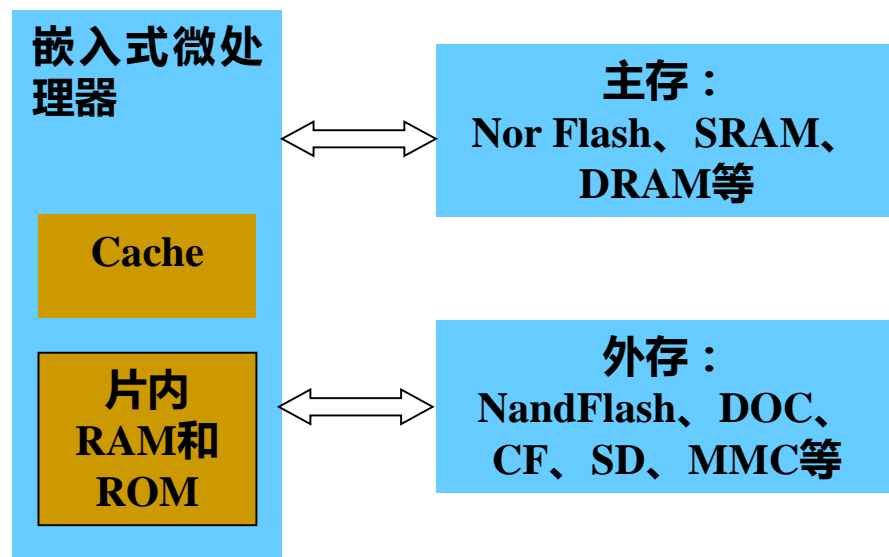 嵌入式微处
理器
Cache
片内
RAM和
ROM
主存：
Nor Flash、SRAM、
DRAM等
外存：
NandFlash、DOC、
CF、SD、MMC等